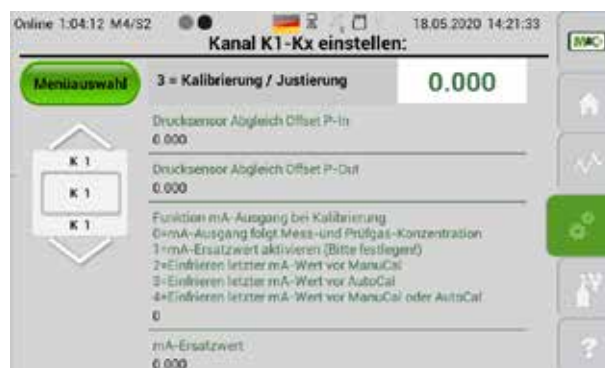 Online 1:04:12 M4/S2 18.05.2020 14:21:33
Kanal K1-Kx einstellen:
Menüauswahl
3 = Kalibrierung / Justierung
0.000
K 1
K 1
K 1
Drucksensor Abgleich Offset P-In
0.000
Drucksensor Abgleich Offset P-Out
0.000
Funktion mA-Ausgang bei Kalibrierung
0=mA-Ausgang folgt Mess-und Prüfgas-Konzentration
1=mA-Ersatzwert aktivieren (Bitte festlegen!)
2=Einfrieren letzter mA-Wert vor ManuCal
3=Einfrieren letzter mA-Wert vor AutoCal
4=Einfrieren letzter mA-Wert vor ManuCal oder AutoCal
0
mA-Ersatzwert
0.000
?